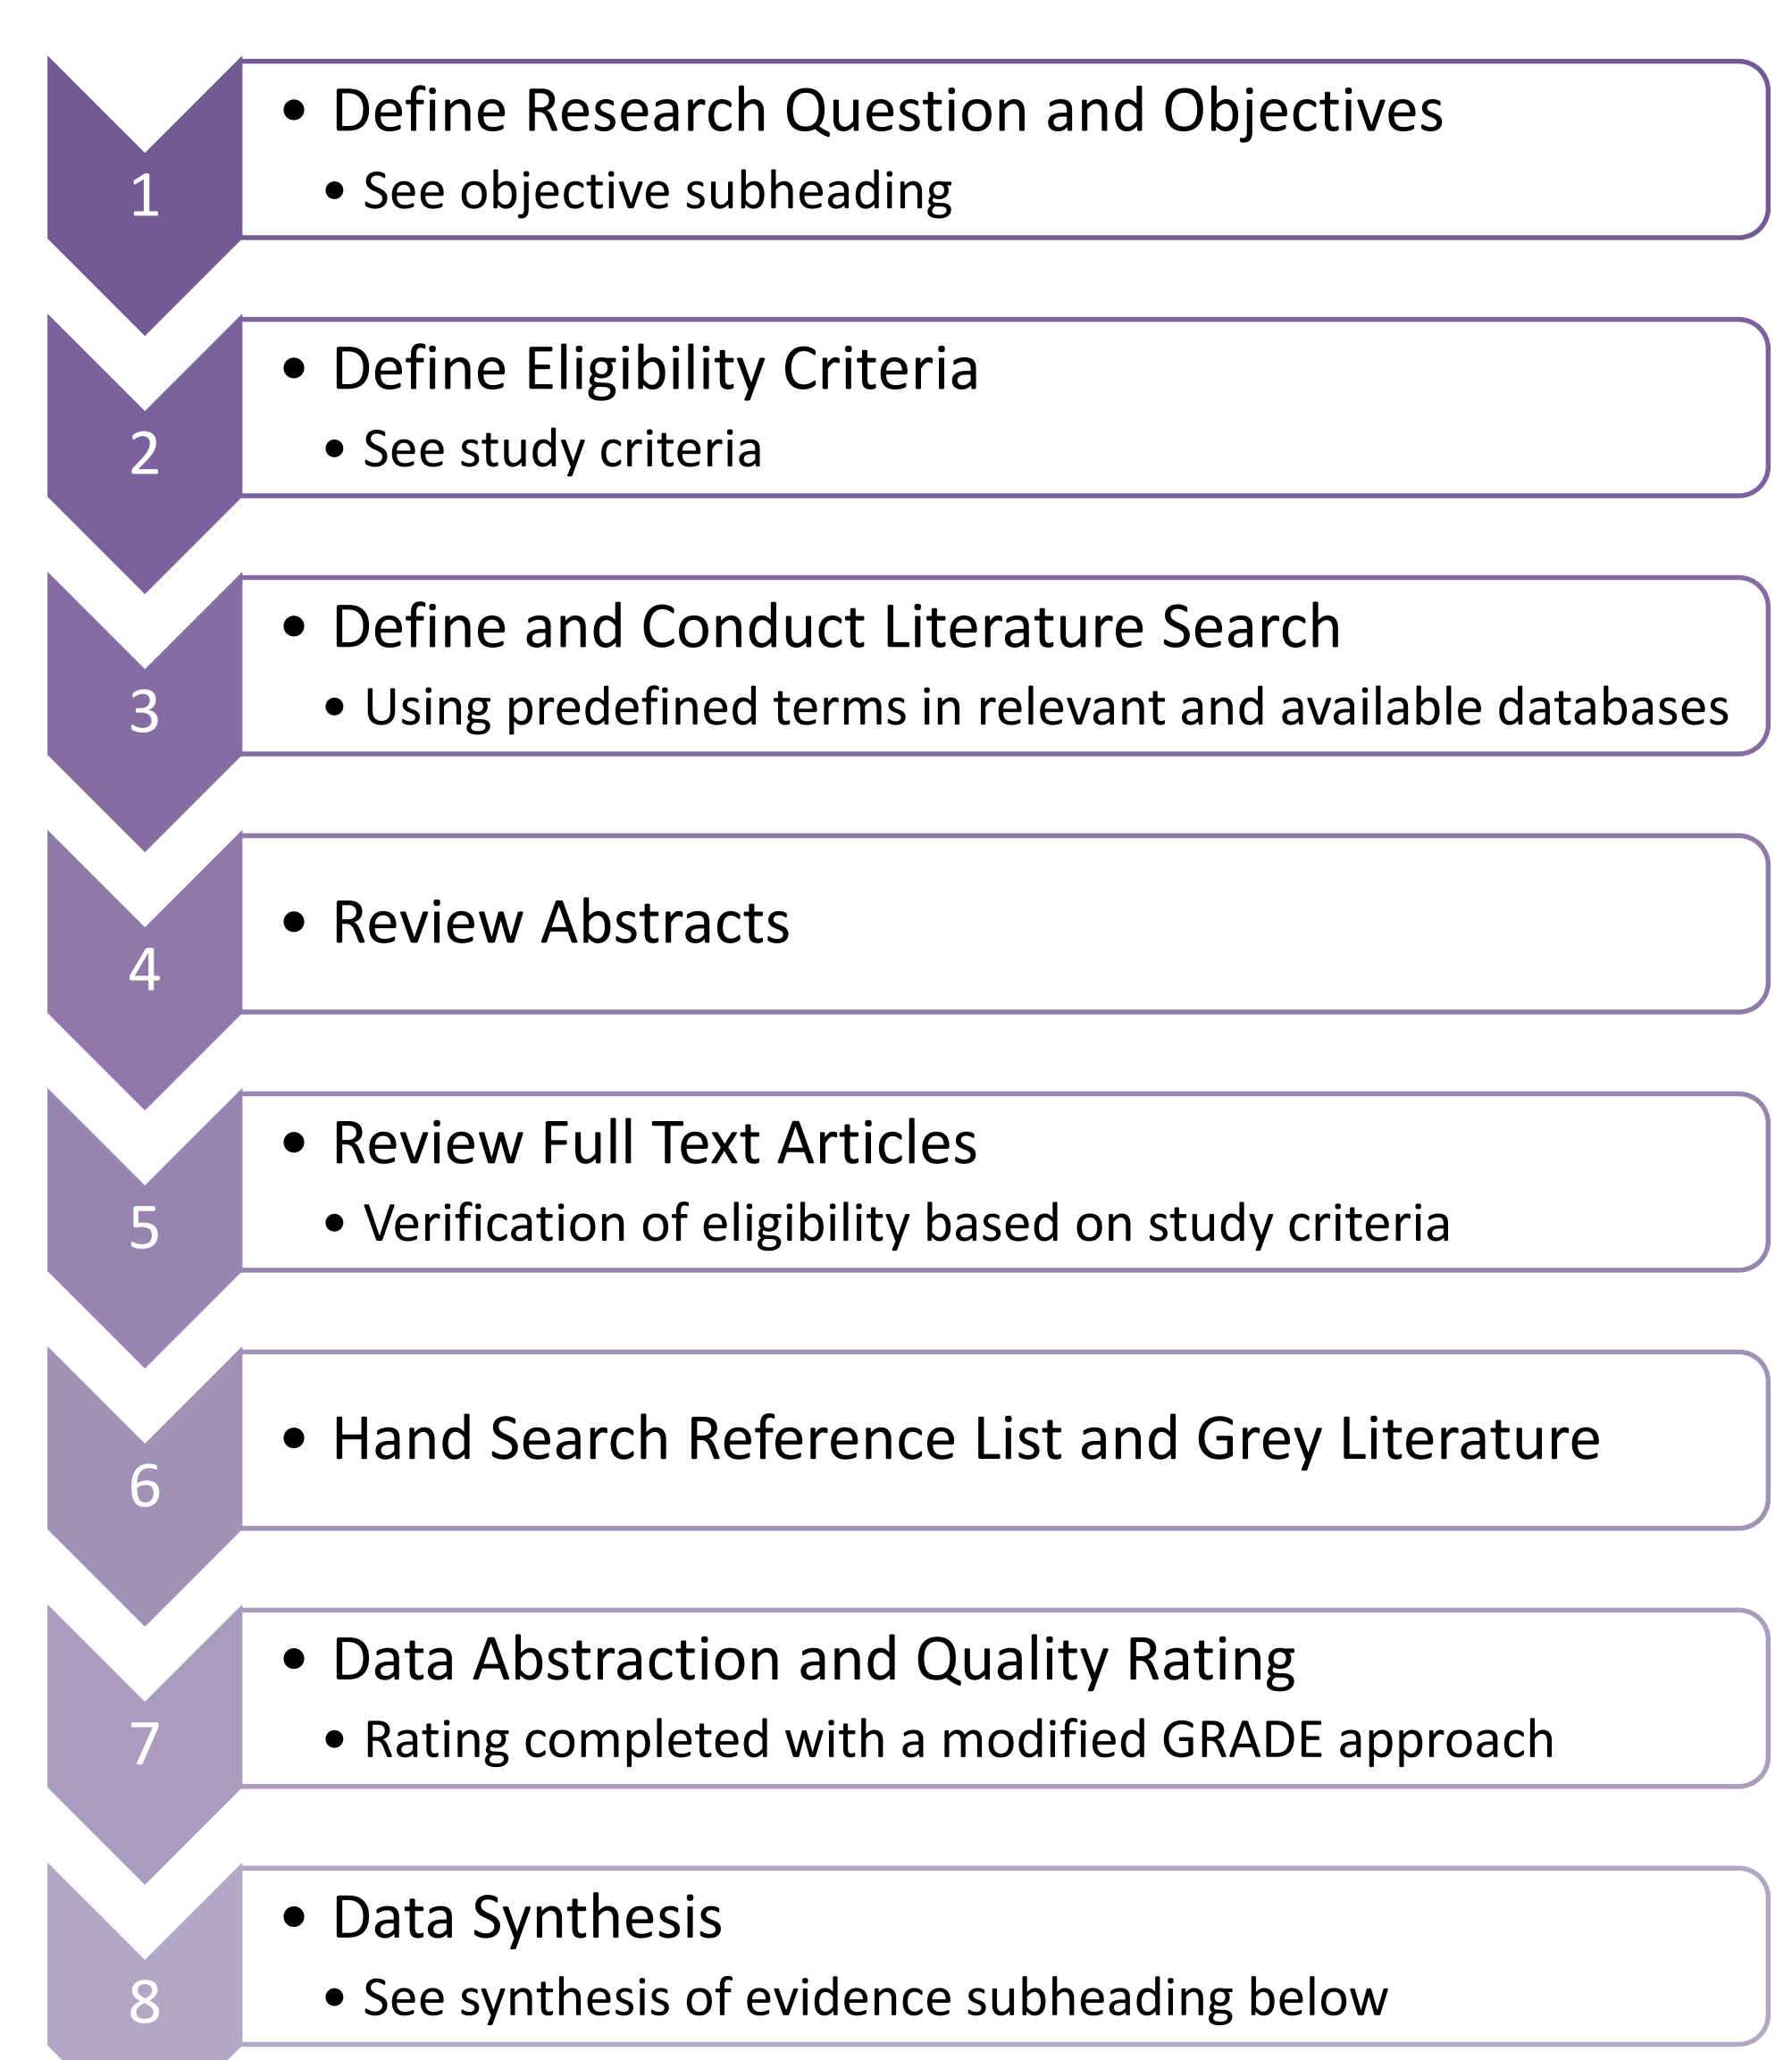 1
• Define Research Question and Objectives
• See objective subheading
2
• Define Eligibility Criteria
• See study criteria
3
• Define and Conduct Literature Search
• Using predefined terms in relevant and available databases
4
• Review Abstracts
5
• Review Full Text Articles
• Verification of eligibility based on study criteria
6
• Hand Search Reference List and Grey Literature
7
• Data Abstraction and Quality Rating
• Rating completed with a modified GRADE approach
8
• Data Synthesis
• See synthesis of evidence subheading below